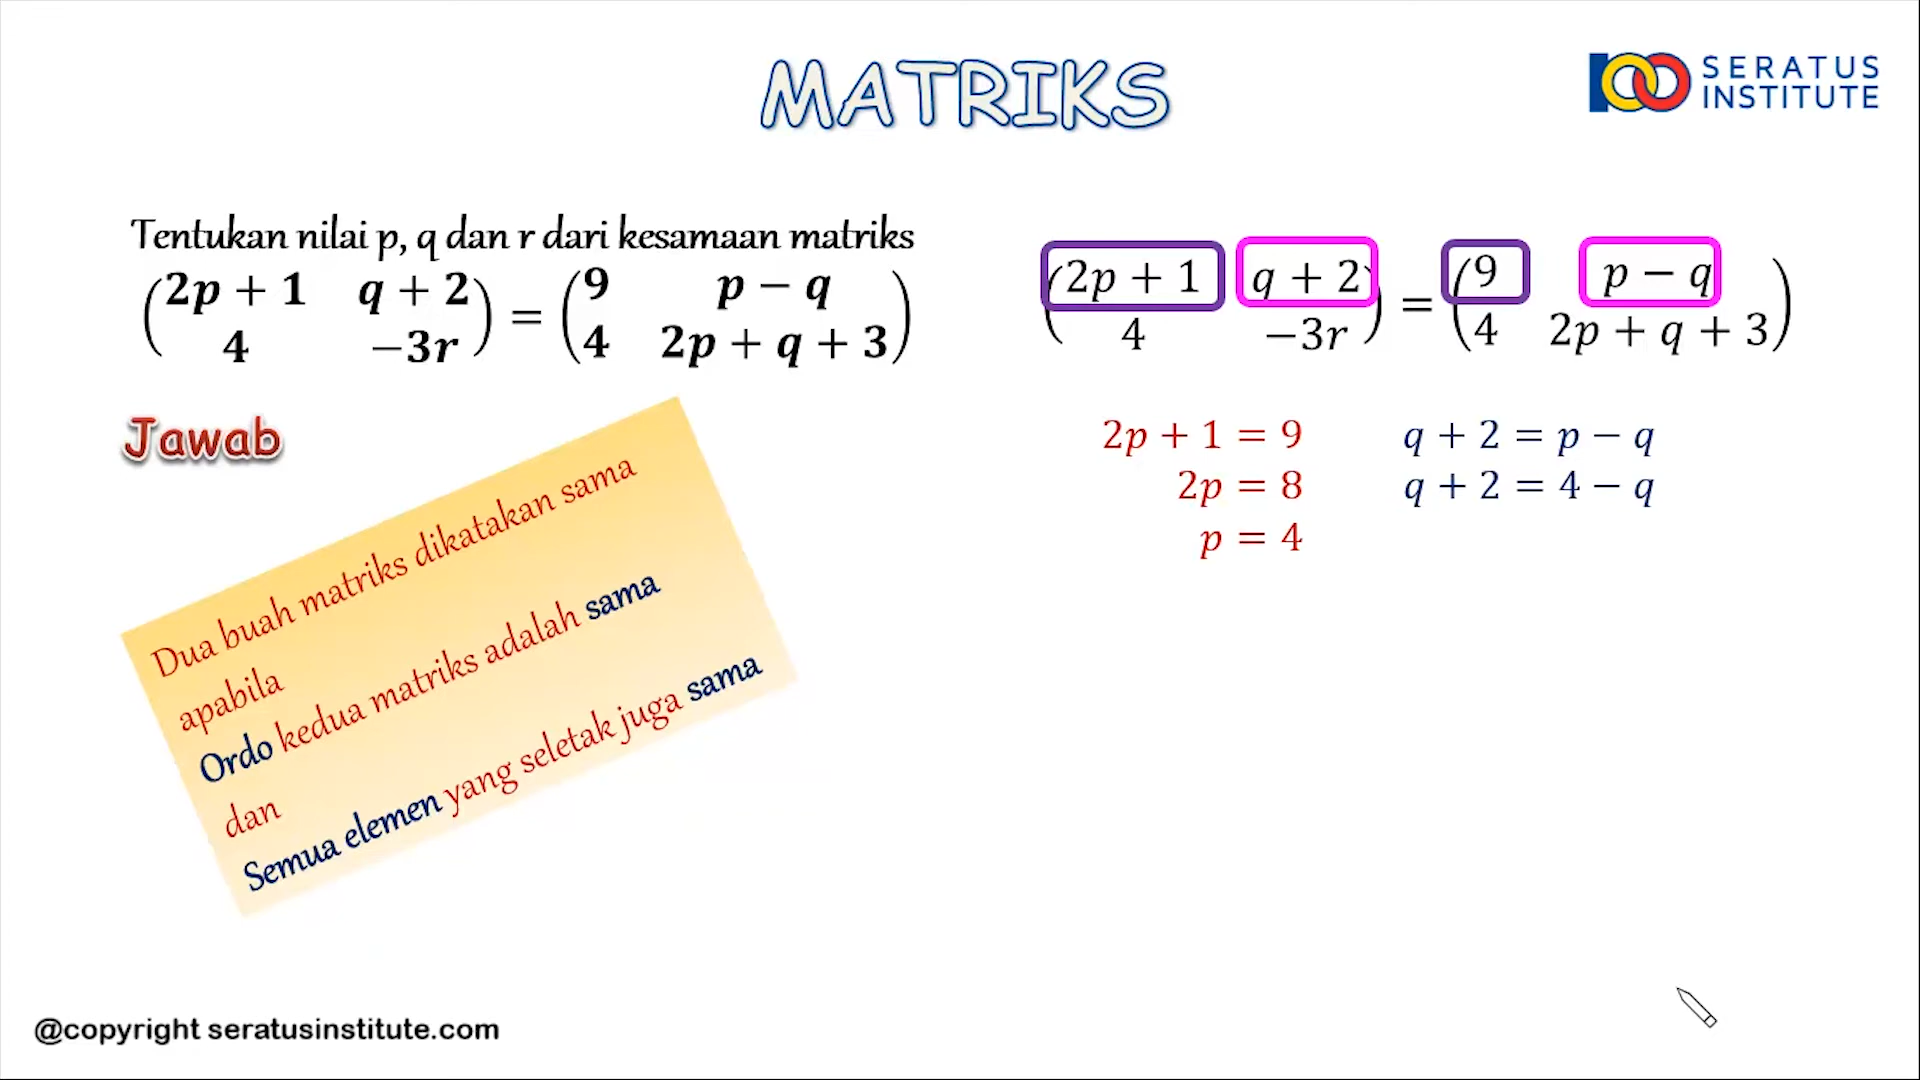 MATRIKS
SERATUS
INSTITUTE
Tentukan nilai p, q dan r dari kesamaan matriks
(2p + 1 q + 2) = (9 p − q)
(4 −3r) (4 2p + q + 3)
(2p + 1 q + 2) = (9 p − q)
(4 −3r) (4 2p + q + 3)
Jawab
Dua buah matriks dikatakan sama
apabila
Ordo kedua matriks adalah sama
dan
Semua elemen yang seletak juga sama
2p + 1 = 9
2p = 8
p = 4
q + 2 = p − q
q + 2 = 4 − q
@copyright seratusinstitute.com